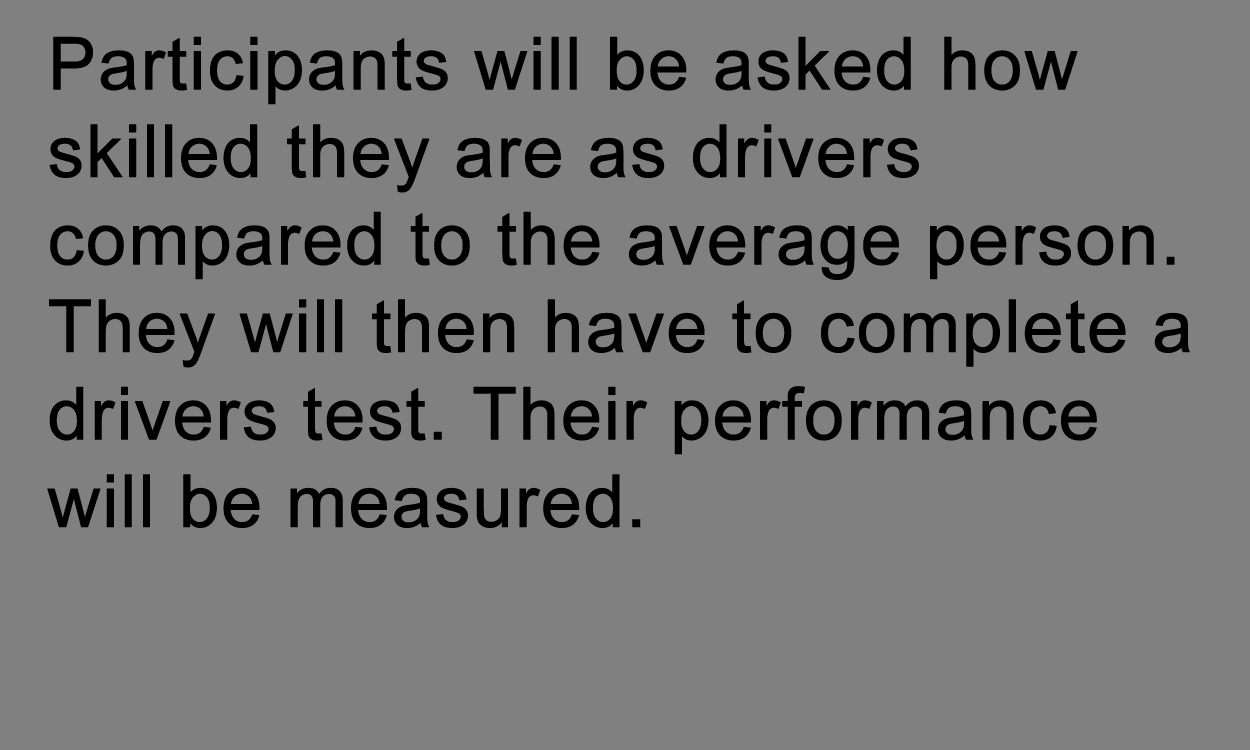 Participants will be asked how
skilled they are as drivers
compared to the average person.
They will then have to complete a
drivers test. Their performance
will be measured.